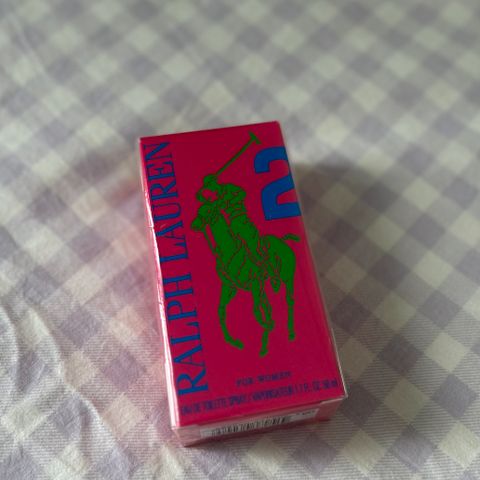 RALPH LAUREN
2
FOR WOMEN
EAU DE TOILETTE SPRAY / VAPORISATEUR 1.7 FL. OZ. 50 ml